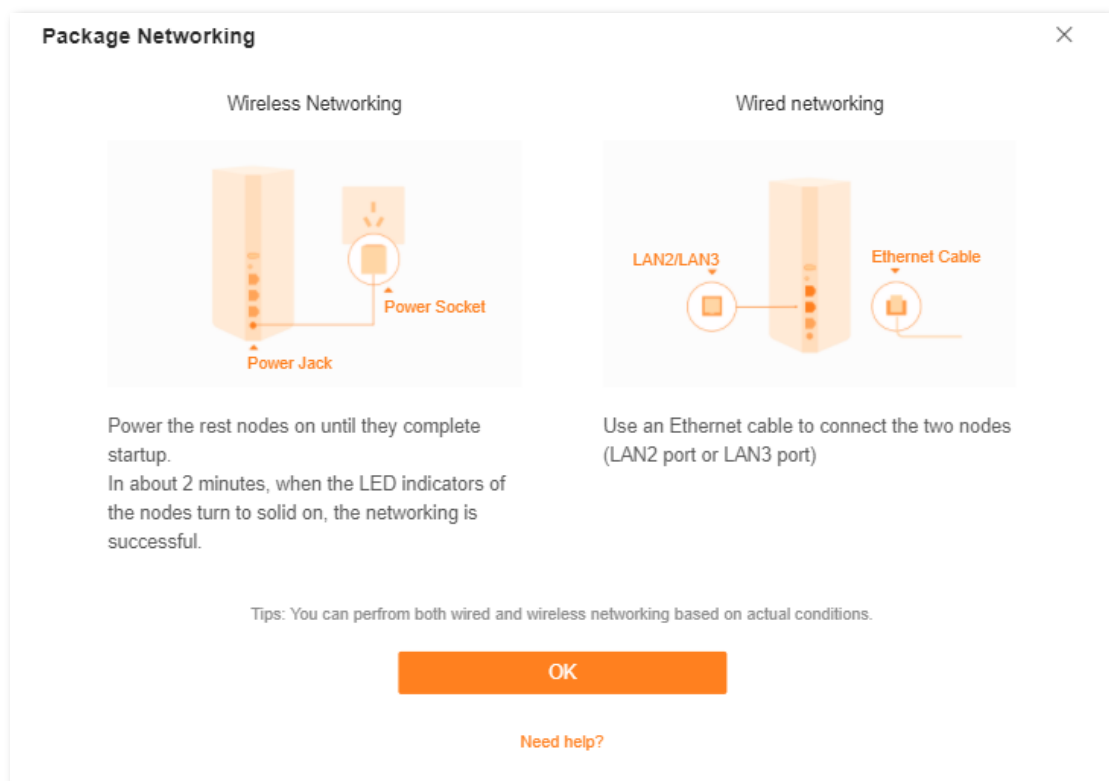 Package Networking
Wireless Networking
Power Socket
Power Jack
Power the rest nodes on until they complete
startup.
In about 2 minutes, when the LED indicators of
the nodes turn to solid on, the networking is
successful.
Wired networking
LAN2/LAN3
Ethernet Cable
Use an Ethernet cable to connect the two nodes
(LAN2 port or LAN3 port)
Tips: You can perfrom both wired and wireless networking based on actual conditions.
OK
Need help?